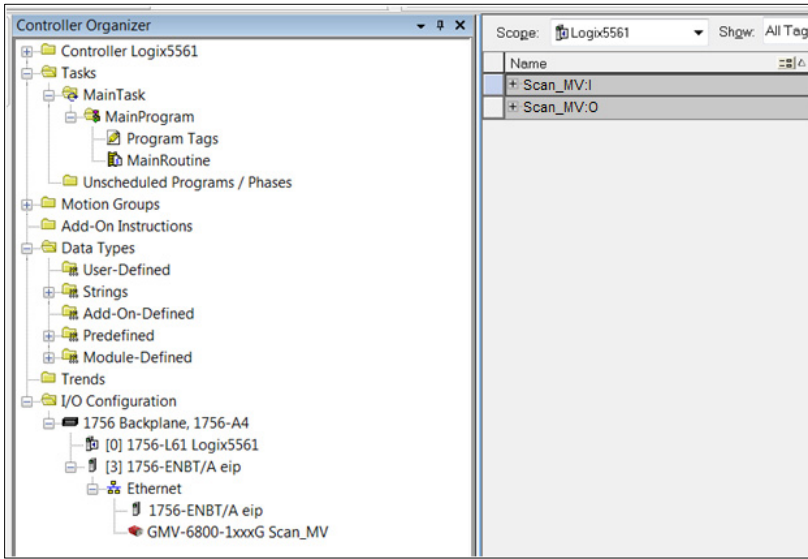 Controller Organizer
Controller Logix5561
Tasks
MainTask
MainProgram
Program Tags
MainRoutine
Unscheduled Programs / Phases
Motion Groups
Add-On Instructions
Data Types
User-Defined
Strings
Add-On-Defined
Predefined
Module-Defined
Trends
I/O Configuration
1756 Backplane, 1756-A4
[0] 1756-L61 Logix5561
[3] 1756-ENBT/A eip
Ethernet
1756-ENBT/A eip
GMV-6800-1xxxG Scan_MV
Scope: Logix5561 Show: All Tag
Name
Scan_MV:I
Scan_MV:O